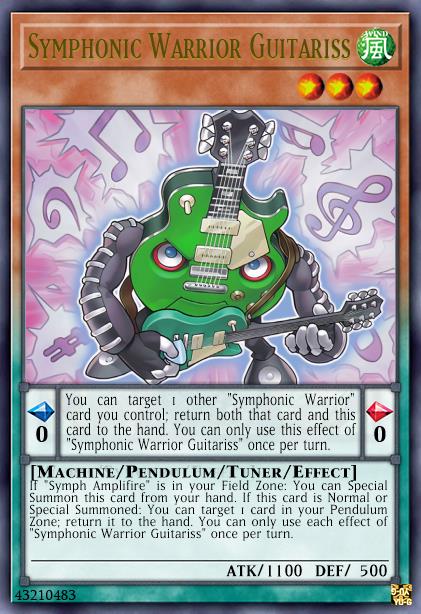 SYMPHONIC WARRIOR GUITARISS
WIND
風
You can target 1 other "Symphonic Warrior"
card you control; return both that card and this
card to the hand. You can only use this effect of
"Symphonic Warrior Guitariss" once per turn.
0
0
[MACHINE/PENDULUM/TUNER/EFFECT]
If "Symph Amplifire" is in your Field Zone: You can Special
Summon this card from your hand. If this card is Normal or
Special Summoned: You can target 1 card in your Pendulum
Zone; return it to the hand. You can only use each effect of
"Symphonic Warrior Guitariss" once per turn.
ATK/1100 DEF/ 500
43210483